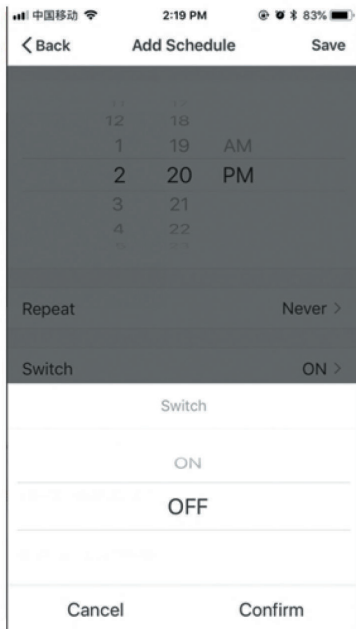 中国移动 2:19 PM 83%
Back Add Schedule Save
12 18
1 19 AM
2 20 PM
3 21
4 22
Repeat Never
Switch ON
Switch
ON
OFF
Cancel Confirm